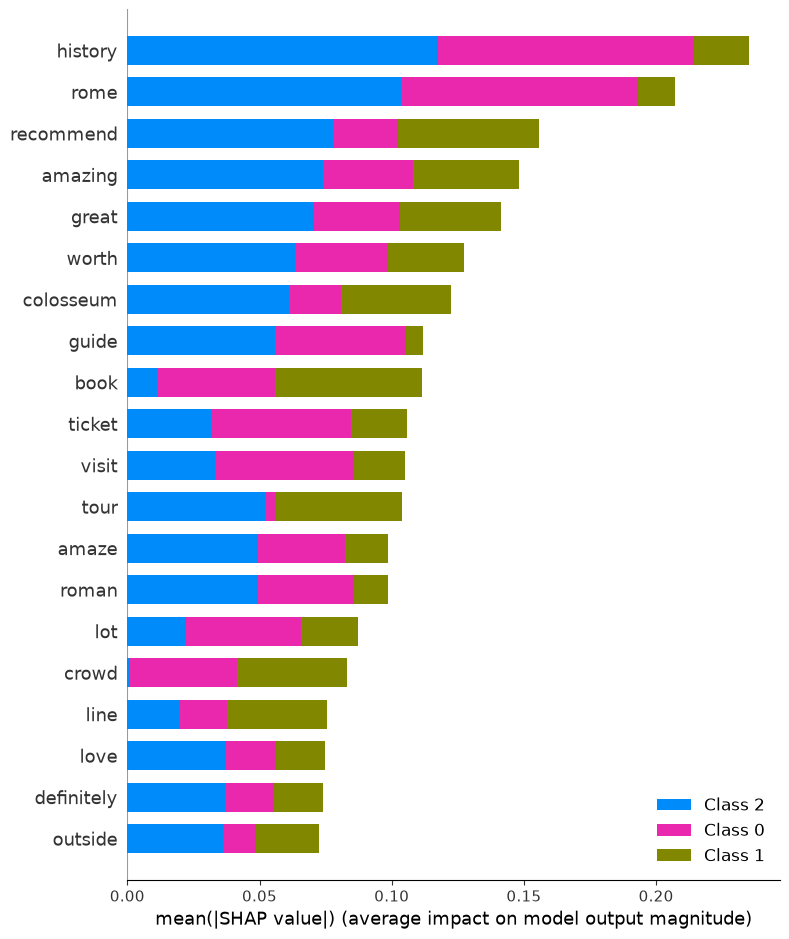 history
rome
recommend
amazing
great
worth
colosseum
guide
book
ticket
visit
tour
amaze
roman
lot
crowd
line
love
definitely
outside
Class 2
Class 0
Class 1
0.00 0.05 0.10 0.15 0.20
mean(|SHAP value|) (average impact on model output magnitude)